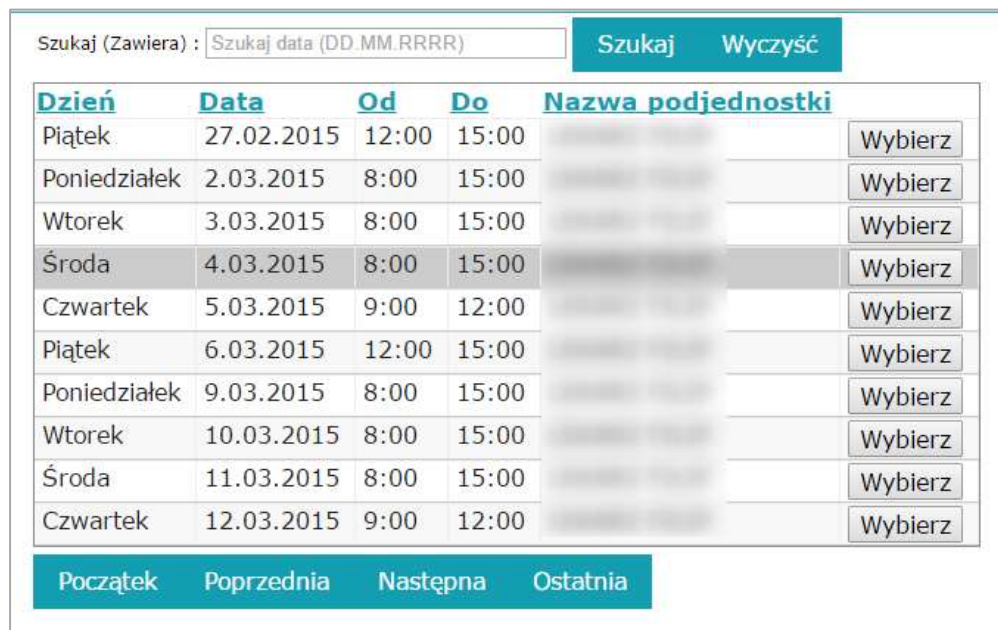 Szukaj (Zawiera) : Szukaj data (DD.MM.RRRR) Szukaj Wyczyść
Dzień Data Od Do Nazwa podjednostki
Piątek 27.02.2015 12:00 15:00 Wybierz
Poniedziałek 2.03.2015 8:00 15:00 Wybierz
Wtorek 3.03.2015 8:00 15:00 Wybierz
Środa 4.03.2015 8:00 15:00 Wybierz
Czwartek 5.03.2015 9:00 12:00 Wybierz
Piątek 6.03.2015 12:00 15:00 Wybierz
Poniedziałek 9.03.2015 8:00 15:00 Wybierz
Wtorek 10.03.2015 8:00 15:00 Wybierz
Środa 11.03.2015 8:00 15:00 Wybierz
Czwartek 12.03.2015 9:00 12:00 Wybierz
Początek Poprzednia Następna Ostatnia